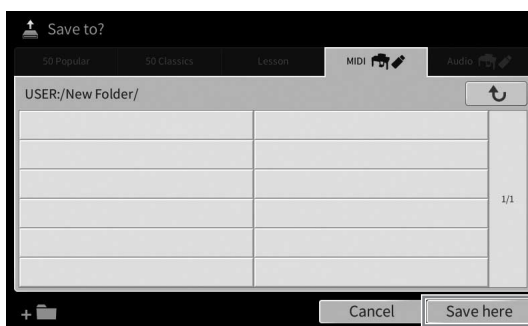 Save to?
50 Popular 50 Classics Lesson MIDI Audio
USER:/New Folder/
1/1
+ Cancel Save here